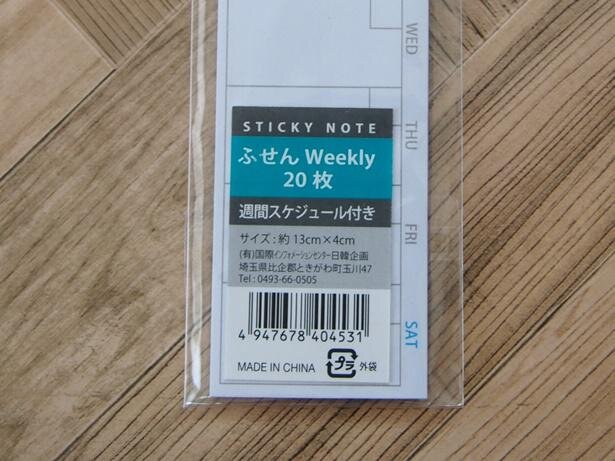 WED
THU
FRI
SAT
STICKY NOTE
ふせん Weekly
20 枚
週間スケジュール付き
サイズ : 約 13cm×4cm
(有)国際インフォメーションセンター日韓企画
埼玉県比企郡ときがわ町玉川47
Tel : 0493-66-0505
4 947678 404531
MADE IN CHINA
プラ 外袋